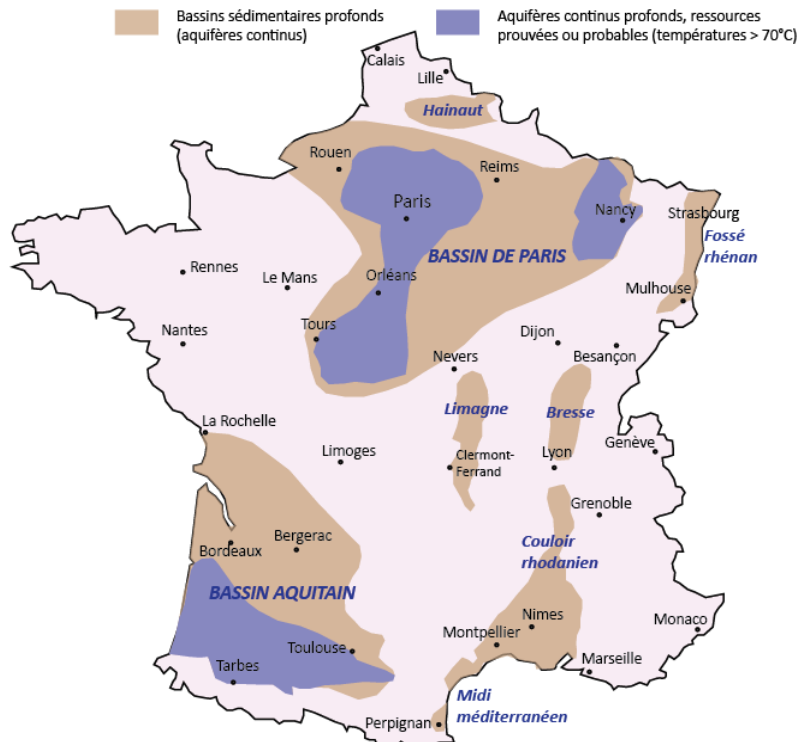 Bassins sédimentaires profonds
(aquifères continus)
Aquifères continus profonds, ressources
prouvées ou probables (températures > 70°C)
Calais
Lille
Hainaut
Rouen
Reims
Paris
Nancy
Strasbourg
Fossé
rhénan
BASSIN DE PARIS
Rennes
Le Mans
Orléans
Mulhouse
Nantes
Tours
Dijon
Besançon
Nevers
La Rochelle
Limagne
Bresse
Limoges
Clermont-
Ferrand
Lyon
Genève
Grenoble
Bordeaux
Bergerac
Couloir
rhodanien
BASSIN AQUITAIN
Nimes
Monaco
Montpellier
Toulouse
Tarbes
Marseille
Midi
méditerranéen
Perpignan